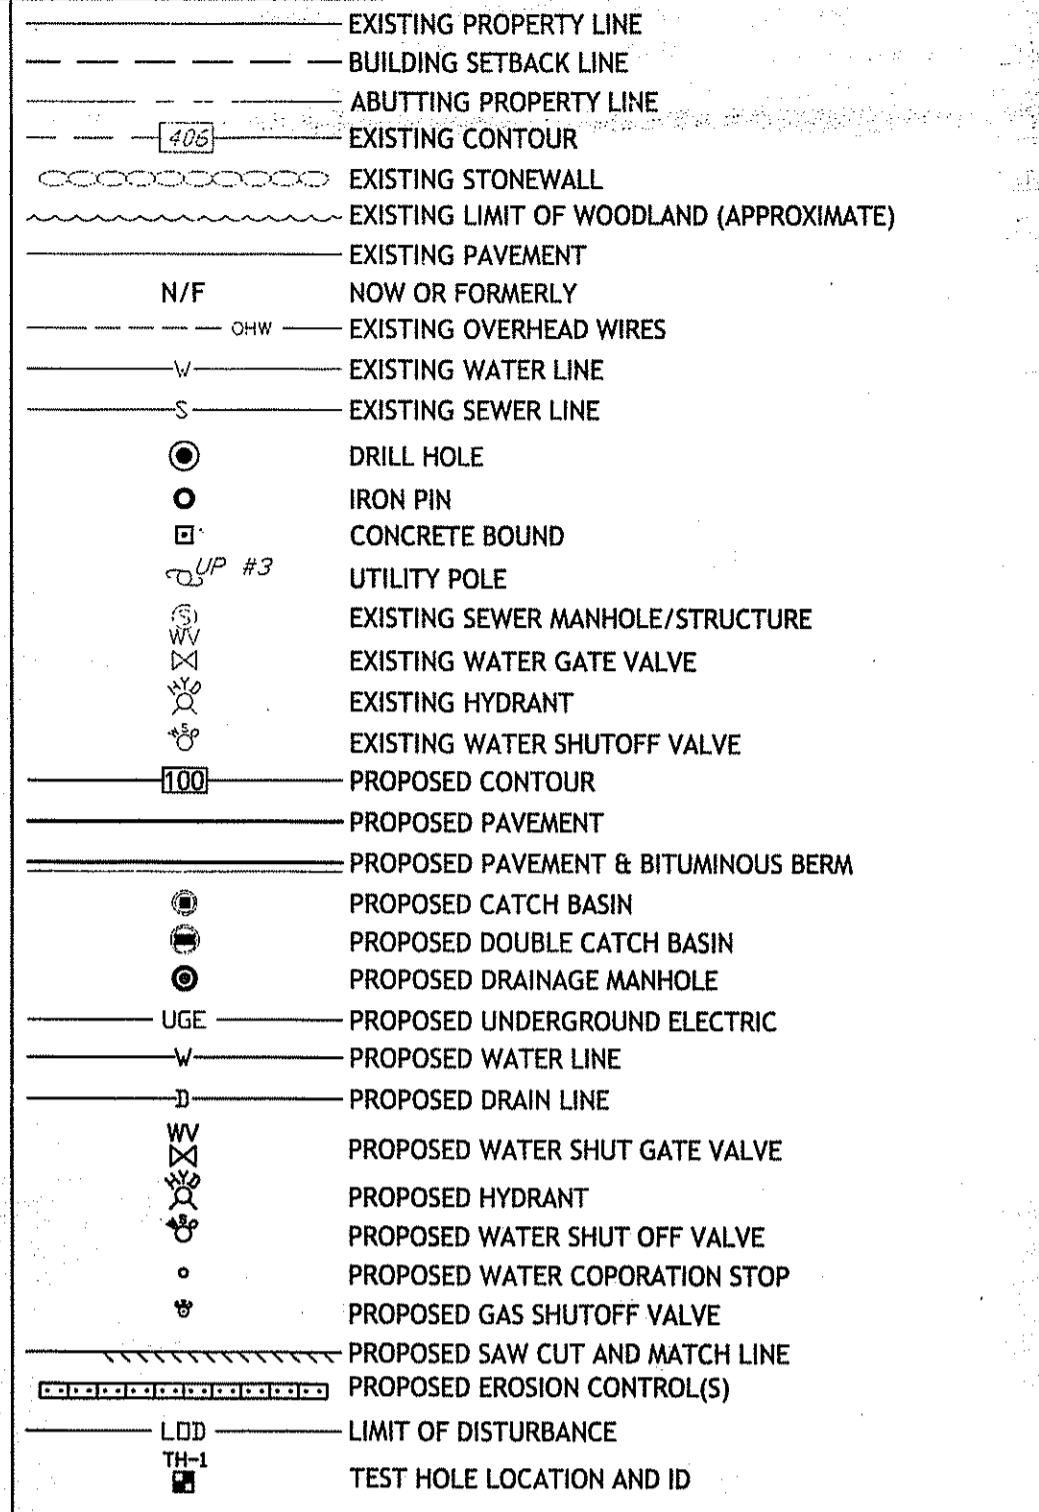 EXISTING PROPERTY LINE
BUILDING SETBACK LINE
ABUTTING PROPERTY LINE
406 EXISTING CONTOUR
EXISTING STONEWALL
EXISTING LIMIT OF WOODLAND (APPROXIMATE)
EXISTING PAVEMENT
N/F NOW OR FORMERLY
OHW EXISTING OVERHEAD WIRES
W EXISTING WATER LINE
S EXISTING SEWER LINE
DRILL HOLE
IRON PIN
CONCRETE BOUND
UP #3 UTILITY POLE
S EXISTING SEWER MANHOLE/STRUCTURE
WV
EXISTING WATER GATE VALVE
HYD
EXISTING HYDRANT
EXISTING WATER SHUTOFF VALVE
100 PROPOSED CONTOUR
PROPOSED PAVEMENT
PROPOSED PAVEMENT & BITUMINOUS BERM
PROPOSED CATCH BASIN
PROPOSED DOUBLE CATCH BASIN
PROPOSED DRAINAGE MANHOLE
UGE PROPOSED UNDERGROUND ELECTRIC
W PROPOSED WATER LINE
D PROPOSED DRAIN LINE
WV
PROPOSED WATER SHUT GATE VALVE
HYD
PROPOSED HYDRANT
PROPOSED WATER SHUT OFF VALVE
PROPOSED WATER COPORATION STOP
PROPOSED GAS SHUTOFF VALVE
PROPOSED SAW CUT AND MATCH LINE
PROPOSED EROSION CONTROL(S)
LOD LIMIT OF DISTURBANCE
TH-1
TEST HOLE LOCATION AND ID